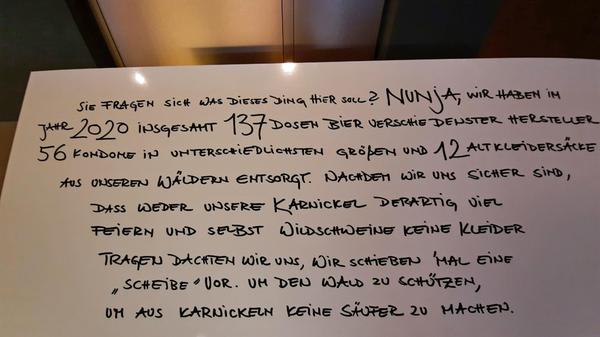 SIE FRAGEN SICH WAS DIESES DING HIER SOLL? NUNJA, WIR HABEN IM
JAHR 2020 INSGESAMT 137 DOSEN BIER VERSCHIEDENSTER HERSTELLER
56 KONDOME IN UNTERSCHIEDLICHSTEN GRÖßEN UND 12 ALTKLEIDERSÄCKE
AUS UNSEREN WÄLDERN ENTSORGT. NACHDEM WIR UNS SICHER SIND,
DASS WEDER UNSERE KARNICKEL DERARTIG VIEL
FEIERN UND SELBST WILDSCHWEINE KEINE KLEIDER
TRAGEN DACHTEN WIR UNS, WIR SCHIEBEN 'MAL EINE
„SCHEIBE" VOR. UM DEN WALD ZU SCHÜTZEN,
UM AUS KARNICKELN KEINE SÄUFER ZU MACHEN.